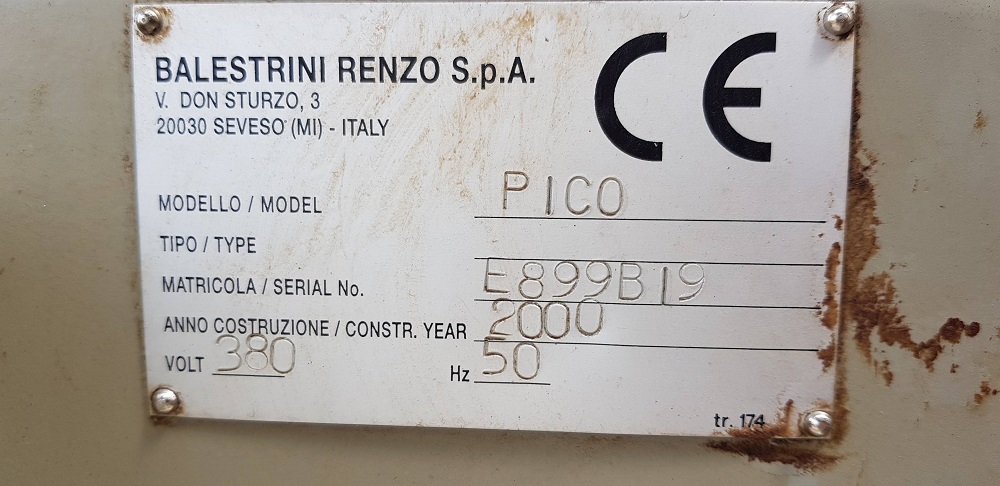 BALESTRINI RENZO S.p.A.
V. DON STURZO, 3
20030 SEVESO (MI) - ITALY
CE
MODELLO / MODEL PICO
TIPO / TYPE
MATRICOLA / SERIAL No. E899B19
ANNO COSTRUZIONE / CONSTR. YEAR 2000
VOLT 380 Hz 50
tr. 174